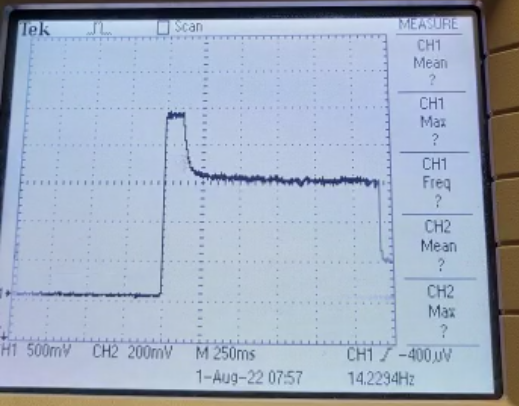 Tek Scan MEASURE
CH1
Mean
?
CH1
Max
?
CH1
Freq
?
CH2
Mean
?
CH2
Max
?
H1 500mV CH2 200mV M 250ms CH1 ∫ -400µV
1-Aug-22 07:57 14.2294Hz